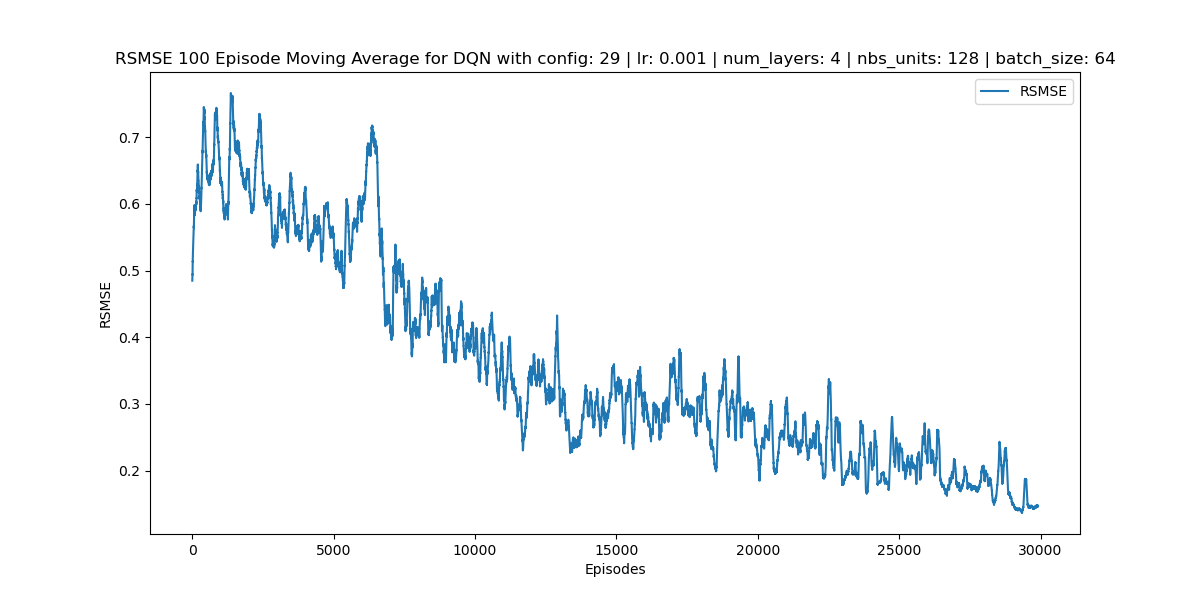 RSMSE 100 Episode Moving Average for DQN with config: 29 | lr: 0.001 | num_layers: 4 | nbs_units: 128 | batch_size: 64
RSMSE
0.7
0.6
0.5
0.4
0.3
0.2
RSMSE
0 5000 10000 15000 20000 25000 30000
Episodes